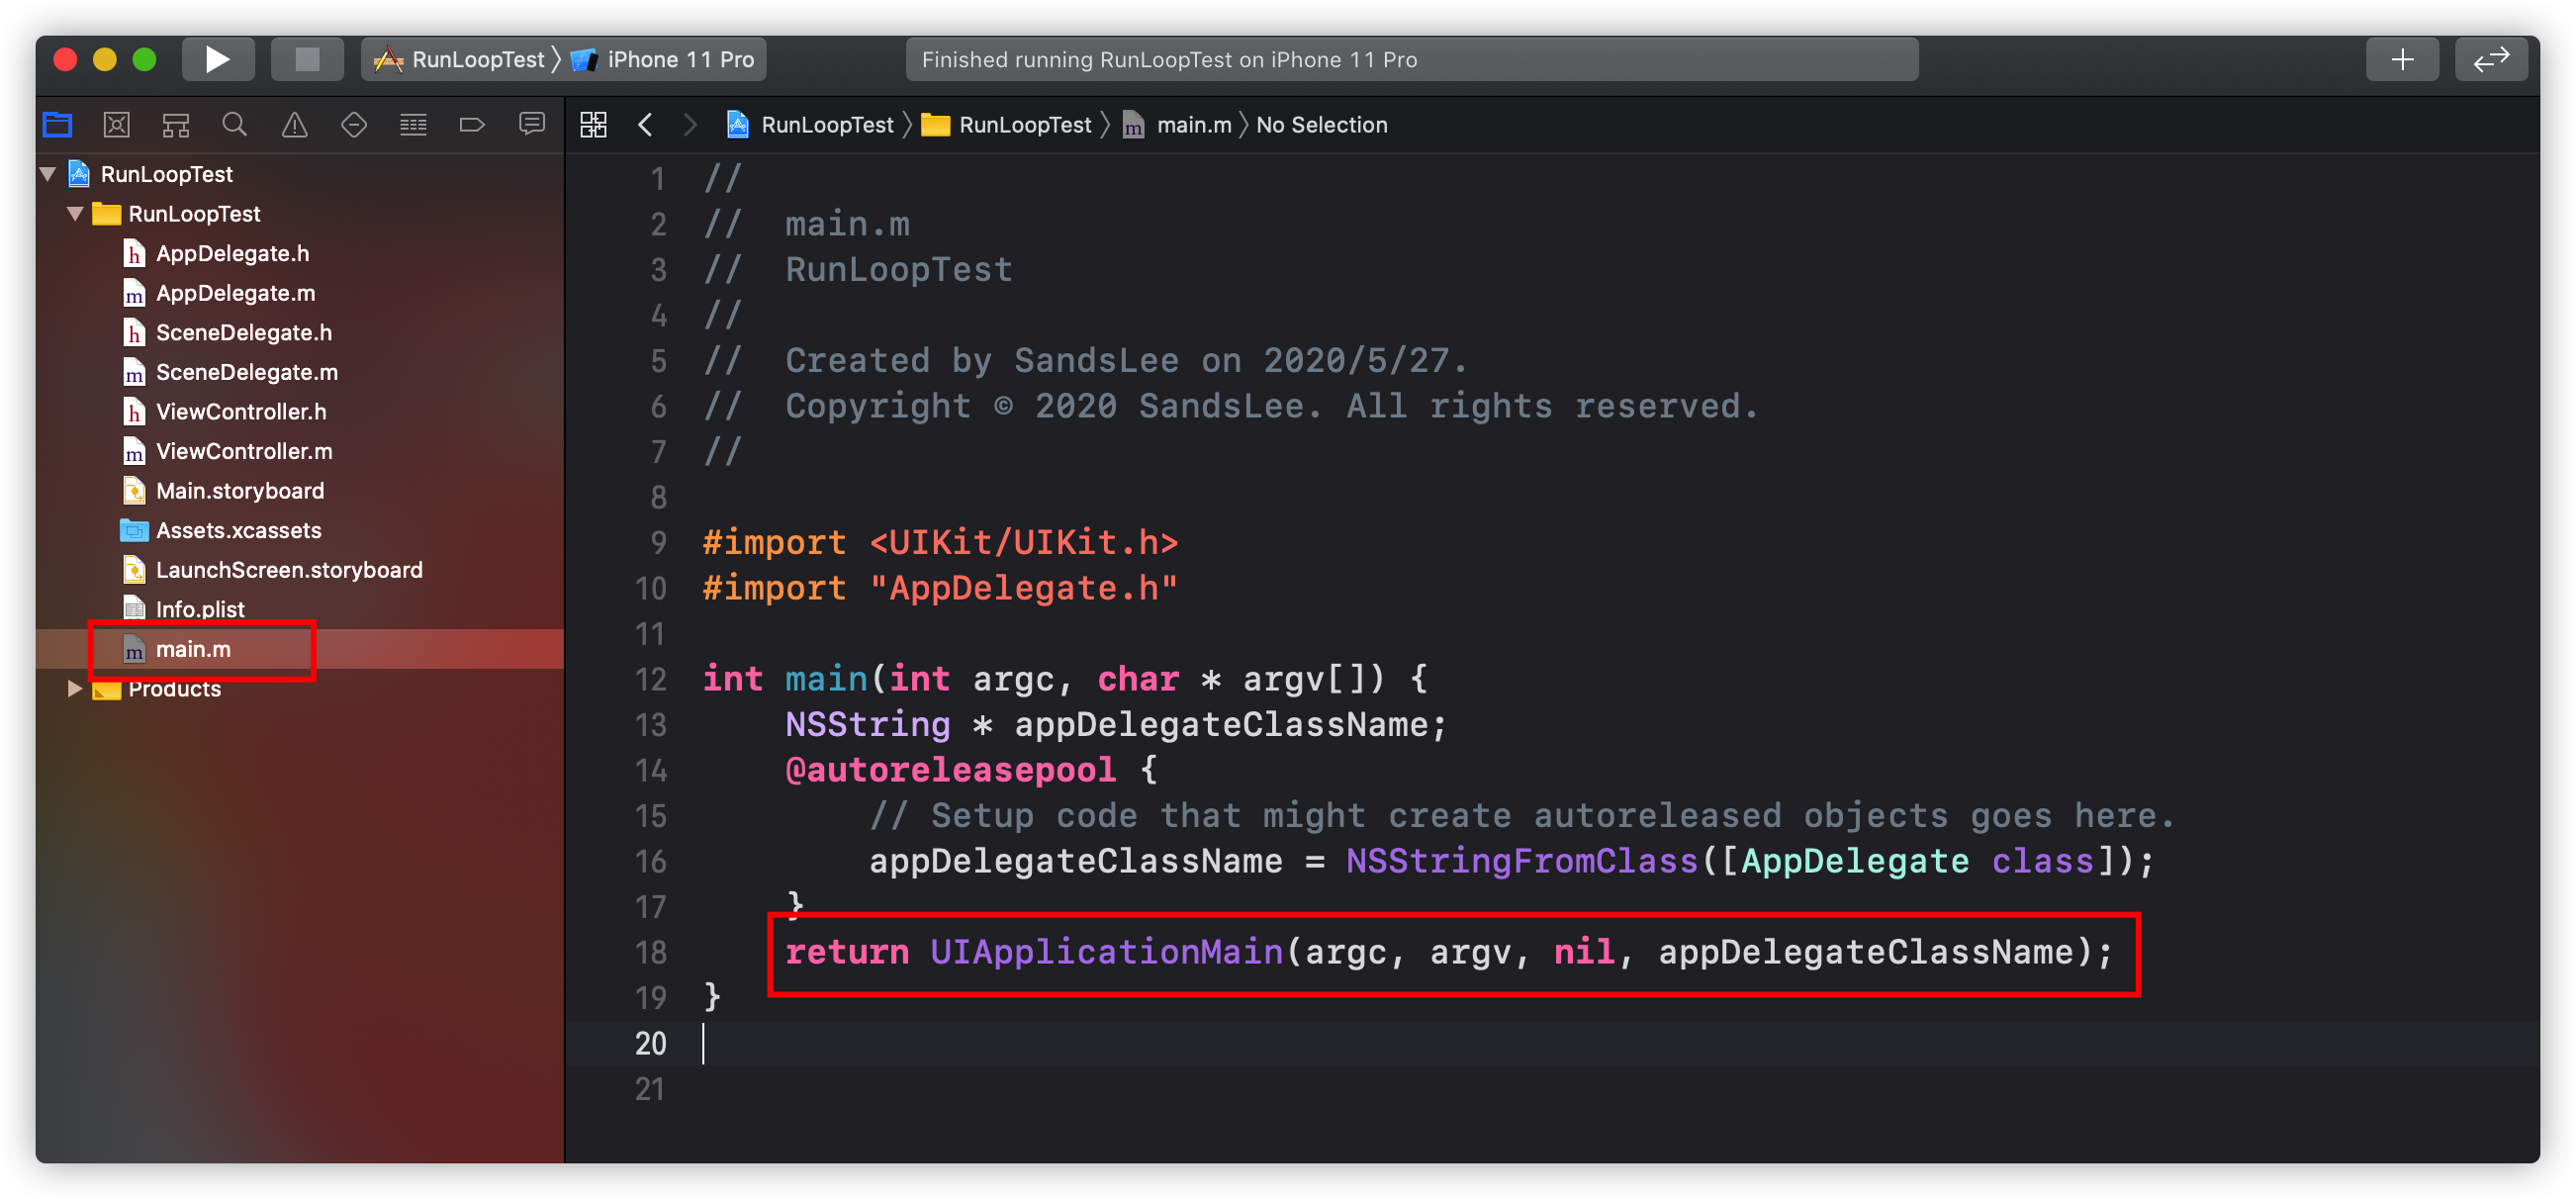 RunLoopTest 〉 iPhone 11 Pro
Finished running RunLoopTest on iPhone 11 Pro
RunLoopTest 〉 RunLoopTest 〉 main.m 〉 No Selection
RunLoopTest
RunLoopTest
AppDelegate.h
AppDelegate.m
SceneDelegate.h
SceneDelegate.m
ViewController.h
ViewController.m
Main.storyboard
Assets.xcassets
LaunchScreen.storyboard
Info.plist
main.m
Products
1 //
2 //  main.m
3 //  RunLoopTest
4 //
5 //  Created by SandsLee on 2020/5/27.
6 //  Copyright © 2020 SandsLee. All rights reserved.
7 //
8
9 #import <UIKit/UIKit.h>
10 #import "AppDelegate.h"
11
12 int main(int argc, char * argv[]) {
13     NSString * appDelegateClassName;
14     @autoreleasepool {
15         // Setup code that might create autoreleased objects goes here.
16         appDelegateClassName = NSStringFromClass([AppDelegate class]);
17     }
18     return UIApplicationMain(argc, argv, nil, appDelegateClassName);
19 }
20
21